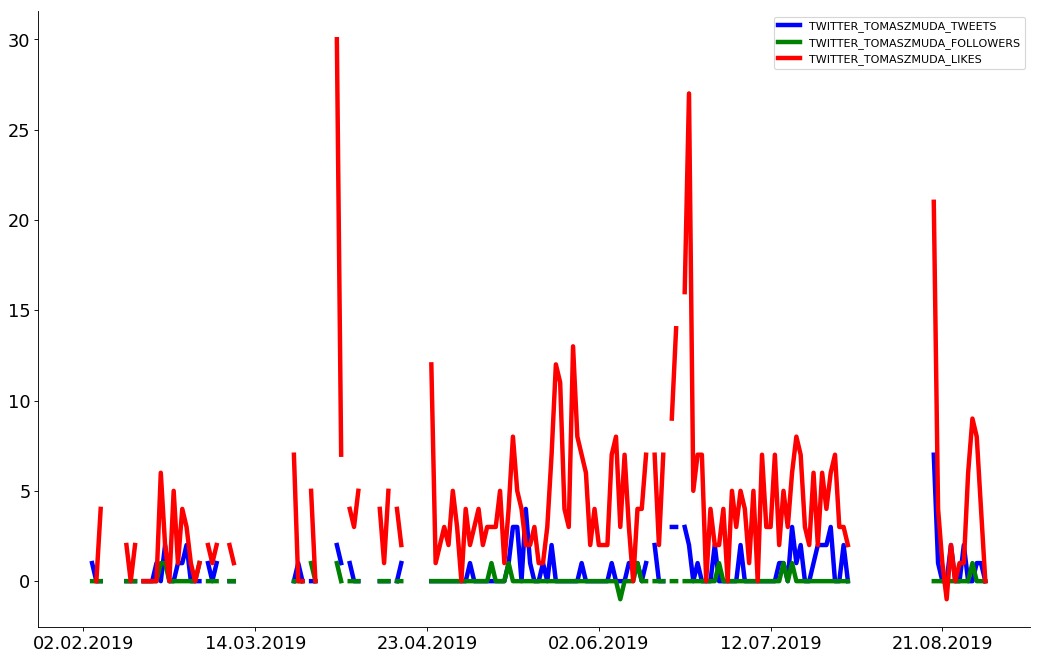 TWITTER_TOMASZMUDA_TWEETS
TWITTER_TOMASZMUDA_FOLLOWERS
TWITTER_TOMASZMUDA_LIKES
30
25
20
15
10
5
0
02.02.2019 14.03.2019 23.04.2019 02.06.2019 12.07.2019 21.08.2019